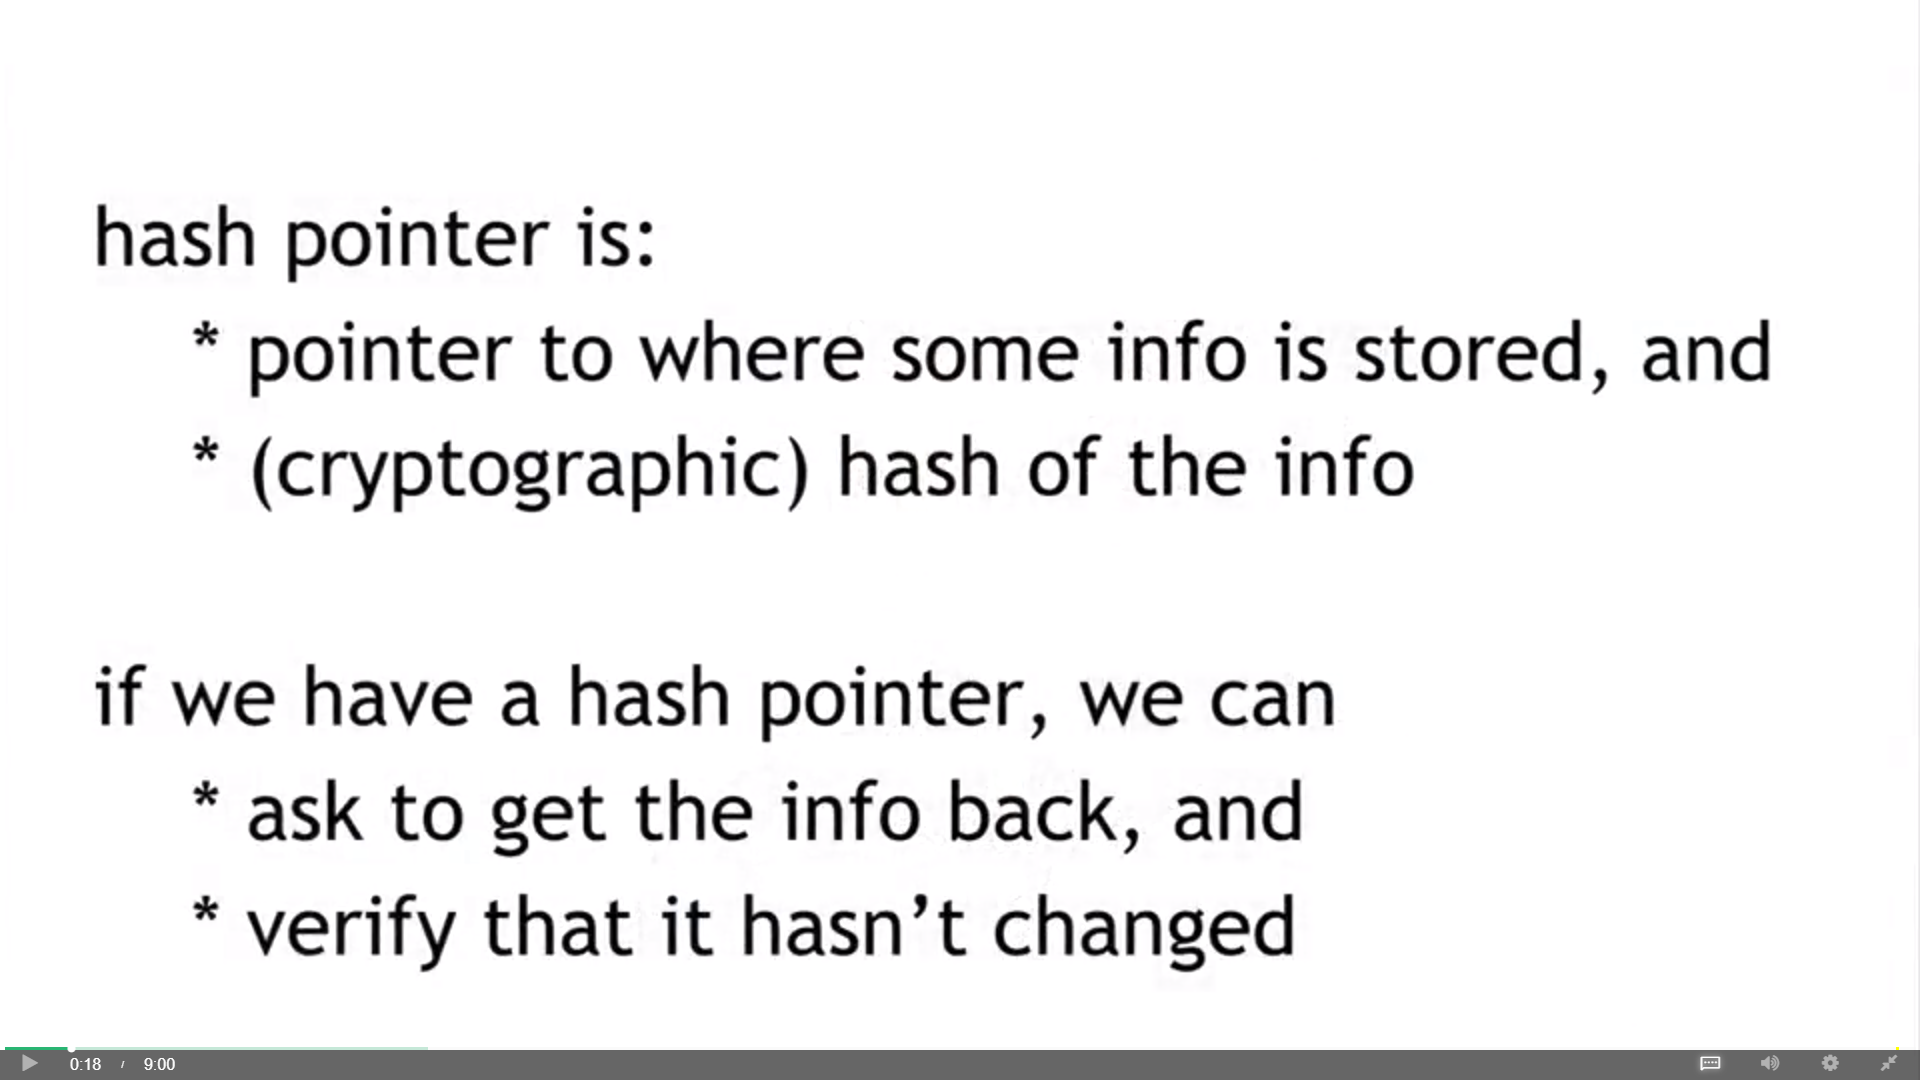 hash pointer is:
* pointer to where some info is stored, and
* (cryptographic) hash of the info
if we have a hash pointer, we can
* ask to get the info back, and
* verify that it hasn’t changed
0:18 / 9:00